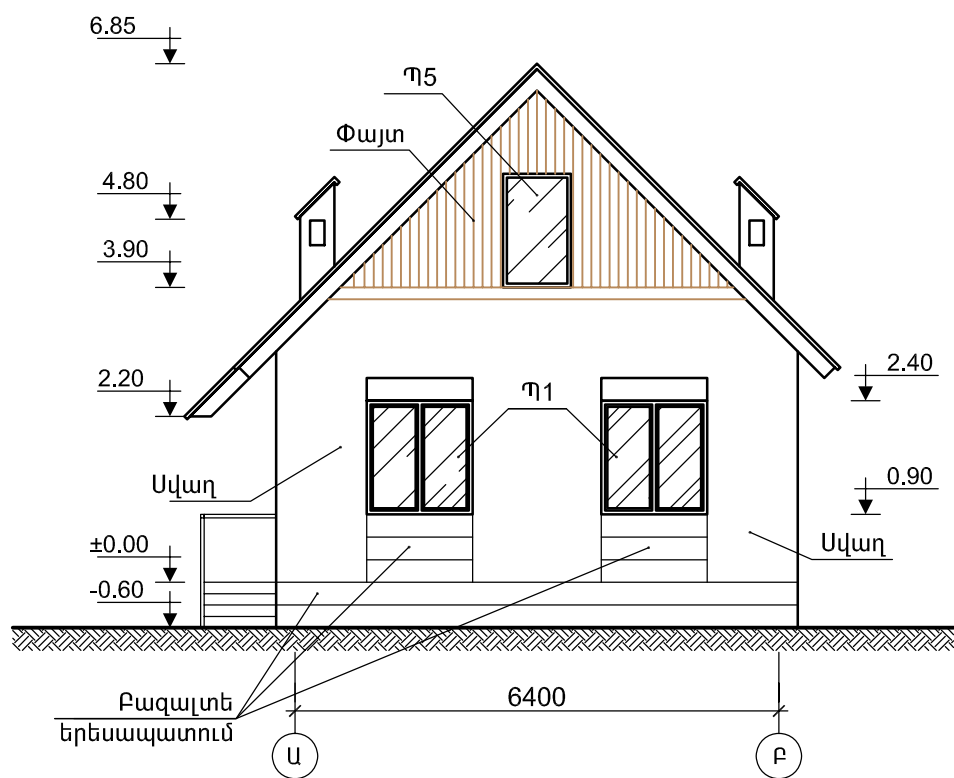 6.85
Պ5
Փայտ
4.80
3.90
2.20
2.40
Պ1
Սվաղ
0.90
±0.00
Սվաղ
-0.60
Բազալտե
երեսապատում
6400
Ա
Բ